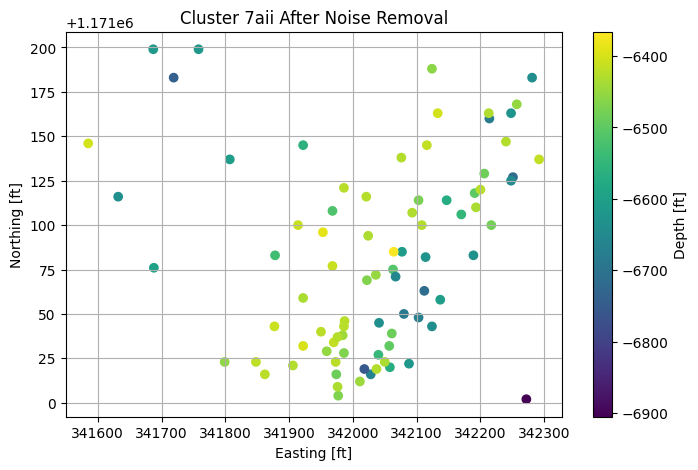 Cluster 7aii After Noise Removal
+1.171e6
200
175
150
125
100
75
50
25
0
Northing [ft]
341600 341700 341800 341900 342000 342100 342200 342300
Easting [ft]
−6400
−6500
−6600
−6700
−6800
−6900
Depth [ft]